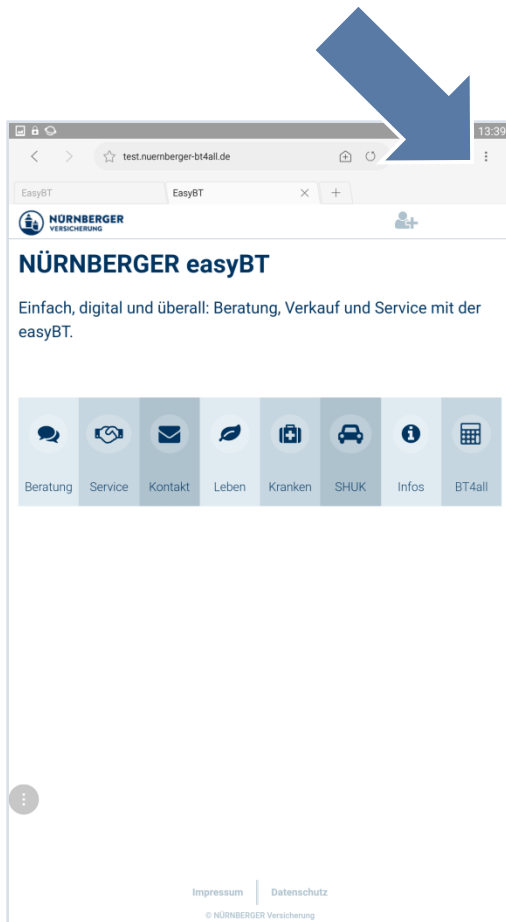 13:39
test.nuernberger-bt4all.de
EasyBT
EasyBT
NÜRNBERGER
VERSICHERUNG
NÜRNBERGER easyBT
Einfach, digital und überall: Beratung, Verkauf und Service mit der
easyBT.
Beratung Service Kontakt Leben Kranken SHUK Infos BT4all
Impressum Datenschutz
© NÜRNBERGER Versicherung